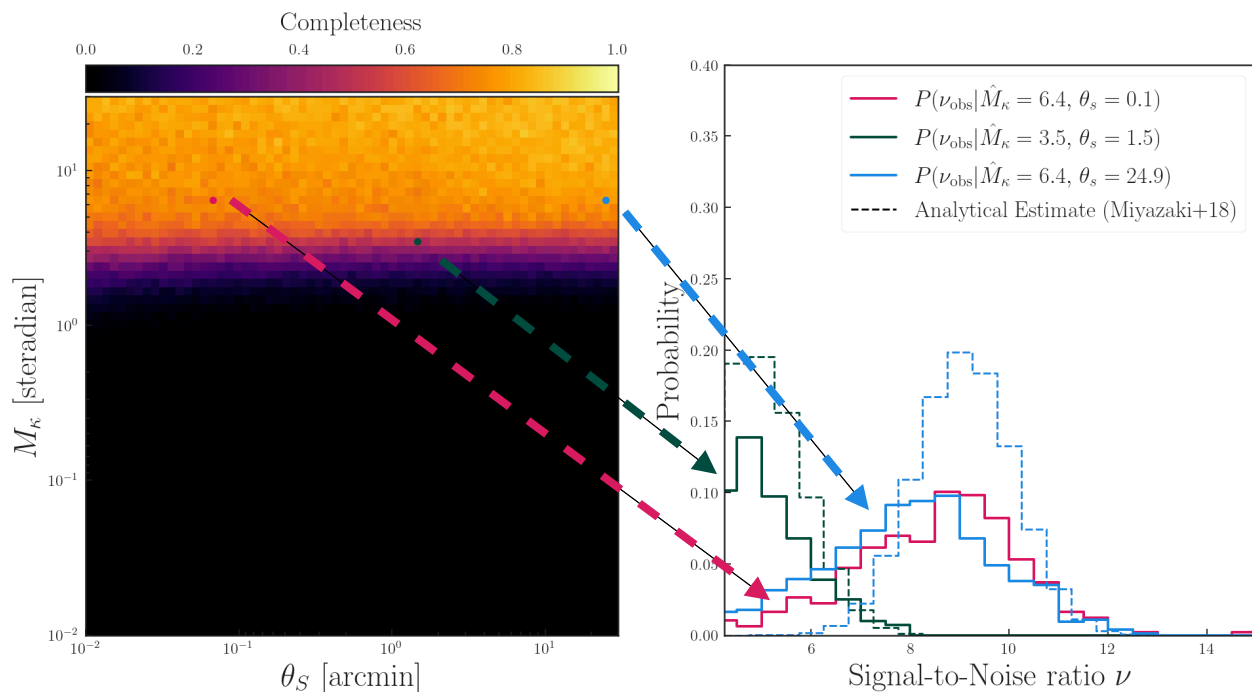 Completeness
0.0 0.2 0.4 0.6 0.8 1.0
M_κ [steradian]
10^1
10^0
10^{-1}
10^{-2}
10^{-2} 10^{-1} 10^0 10^1
θ_S [arcmin]
Probability
0.40
0.35
0.30
0.25
0.20
0.15
0.10
0.05
0.00
P(ν_obs|M̂_κ = 6.4, θ_s = 0.1)
P(ν_obs|M̂_κ = 3.5, θ_s = 1.5)
P(ν_obs|M̂_κ = 6.4, θ_s = 24.9)
Analytical Estimate (Miyazaki+18)
6 8 10 12 14
Signal-to-Noise ratio ν